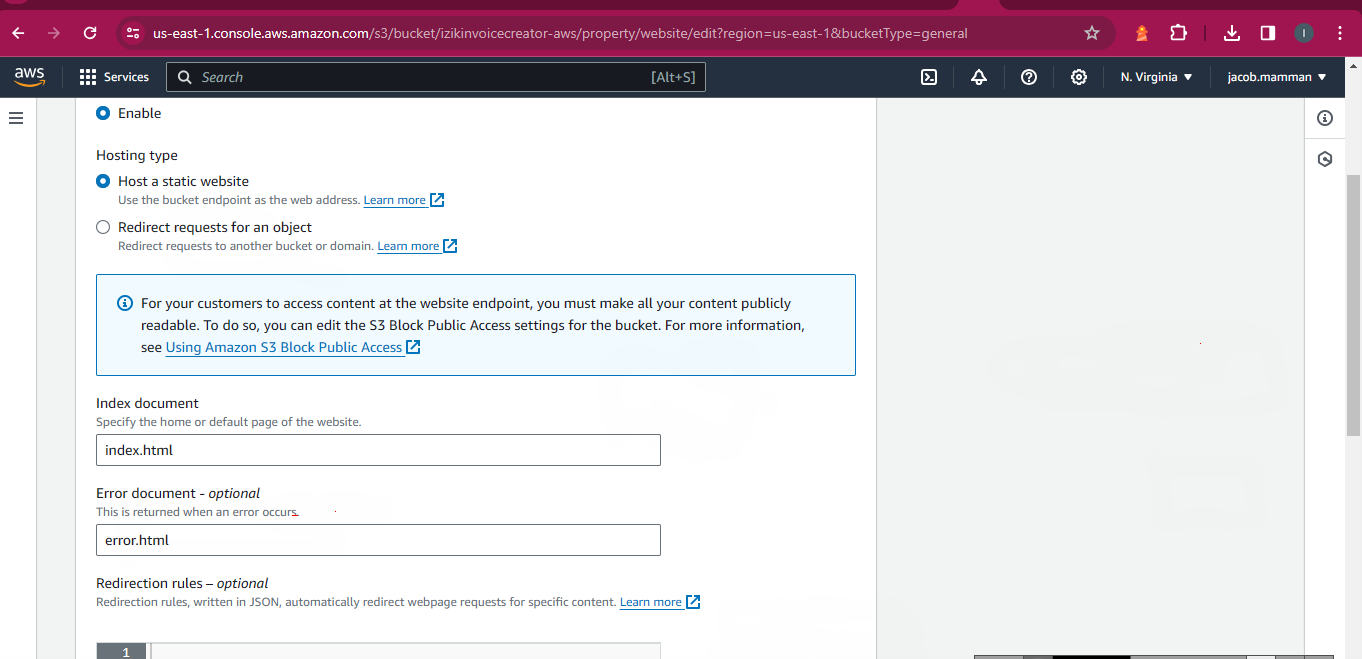 us-east-1.console.aws.amazon.com/s3/bucket/izikinvoicecreator-aws/property/website/edit?region=us-east-1&bucketType=general
I
aws
Services
Search
[Alt+S]
N. Virginia
jacob.mamman
Enable
Hosting type
Host a static website
Use the bucket endpoint as the web address. Learn more
Redirect requests for an object
Redirect requests to another bucket or domain. Learn more
For your customers to access content at the website endpoint, you must make all your content publicly
readable. To do so, you can edit the S3 Block Public Access settings for the bucket. For more information,
see Using Amazon S3 Block Public Access
Index document
Specify the home or default page of the website.
index.html
Error document - optional
This is returned when an error occurs.
error.html
Redirection rules – optional
Redirection rules, written in JSON, automatically redirect webpage requests for specific content. Learn more
1